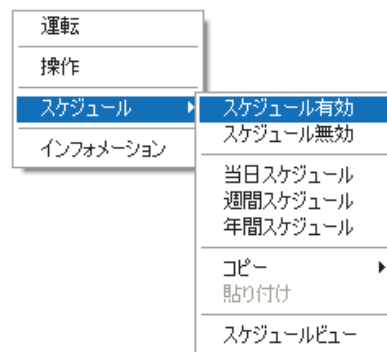 運転
操作
スケジュール
インフォメーション
スケジュール有効
スケジュール無効
当日スケジュール
週間スケジュール
年間スケジュール
コピー
貼り付け
スケジュールビュー